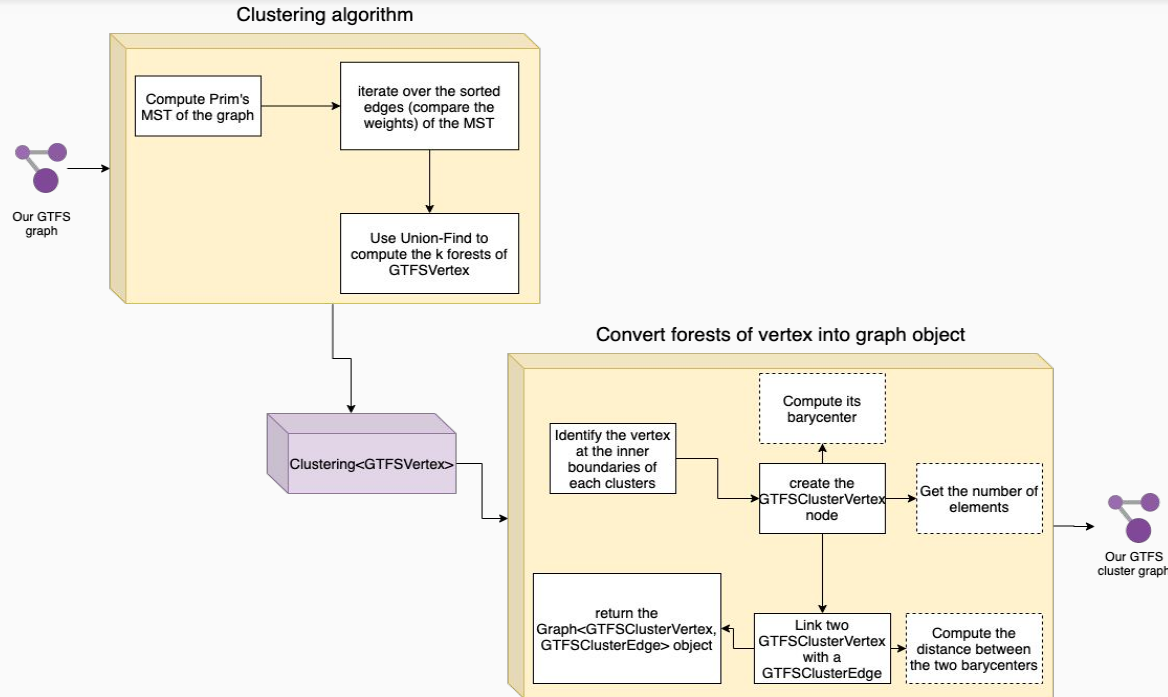 Clustering algorithm
Compute Prim's
MST of the graph
iterate over the sorted
edges (compare the
weights) of the MST
Our GTFS
graph
Use Union-Find to
compute the k forests of
GTFSVertex
Convert forests of vertex into graph object
Clustering<GTFSVertex>
Identify the vertex
at the inner
boundaries of
each clusters
Compute its
barycenter
create the
GTFSClusterVertex
node
Get the number of
elements
Our GTFS
cluster graph
return the
Graph<GTFSClusterVertex,
GTFSClusterEdge> object
Link two
GTFSClusterVertex
with a
GTFSClusterEdge
Compute the
distance between
the two barycenters